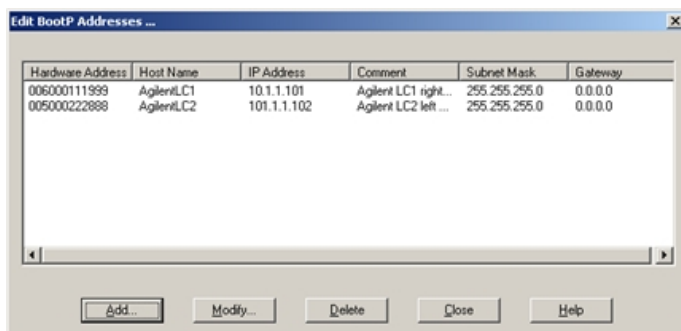 Edit BootP Addresses ...
Hardware Address Host Name IP Address Comment Subnet Mask Gateway
006000111999 AgilentLC1 10.1.1.101 Agilent LC1 right... 255.255.255.0 0.0.0.0
005000222888 AgilentLC2 101.1.1.102 Agilent LC2 left ... 255.255.255.0 0.0.0.0
Add... Modify... Delete Close Help